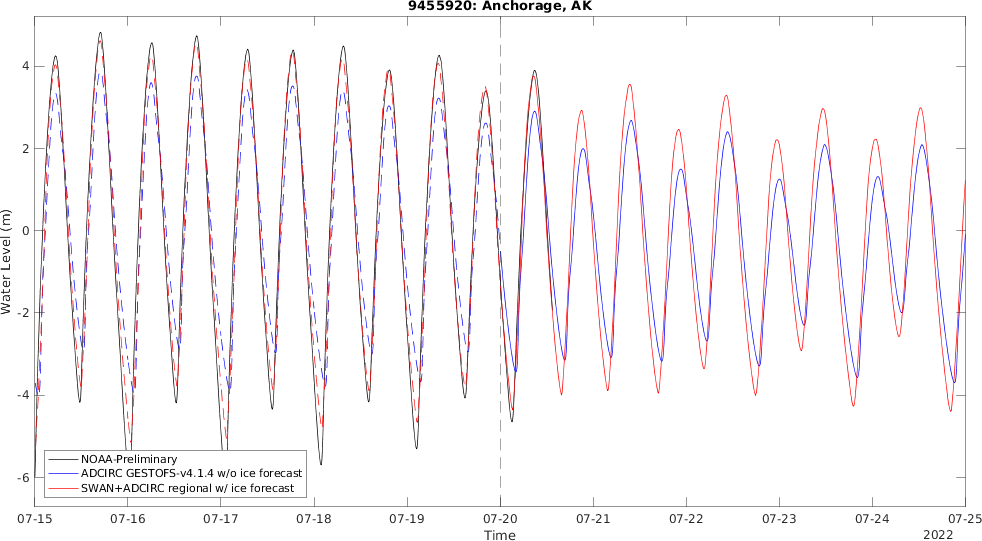 9455920: Anchorage, AK
Water Level (m)
4
2
0
-2
-4
-6
NOAA-Preliminary
ADCIRC GESTOFS-v4.1.4 w/o ice forecast
SWAN+ADCIRC regional w/ ice forecast
07-15 07-16 07-17 07-18 07-19 07-20 07-21 07-22 07-23 07-24 07-25
Time
2022